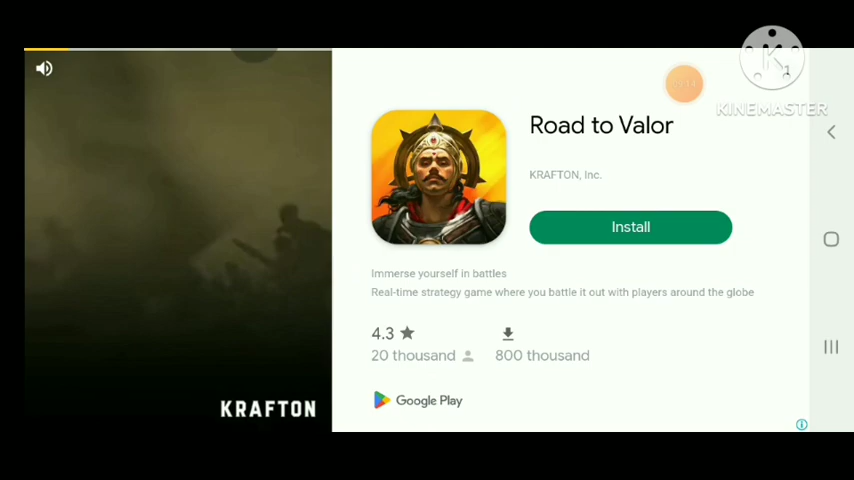 1
KINEMASTER
Road to Valor
KRAFTON, Inc.
Install
Immerse yourself in battles
Real-time strategy game where you battle it out with players around the globe
4.3
20 thousand
800 thousand
KRAFTON
Google Play